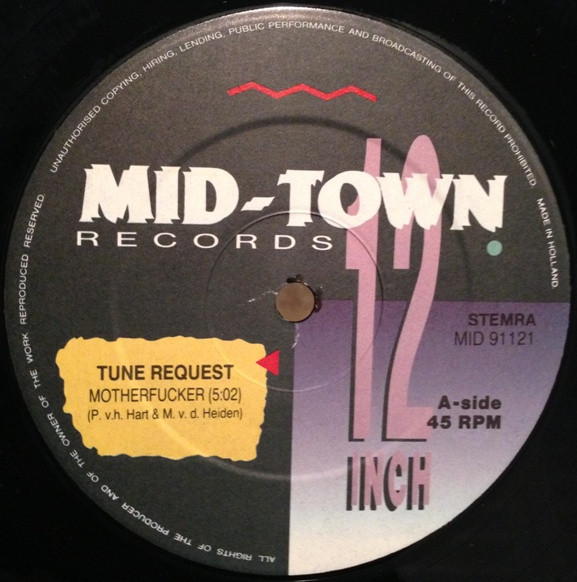 ALL RIGHTS OF THE PRODUCER AND OF THE OWNER OF THE WORK REPRODUCED RESERVED. UNAUTHORISED COPYING, HIRING, LENDING, PUBLIC PERFORMANCE AND BROADCASTING OF THIS RECORD PROHIBITED. MADE IN HOLLAND
MID-TOWN
RECORDS
12
INCH
STEMRA
MID 91121
TUNE REQUEST
MOTHERFUCKER (5:02)
(P. v.h. Hart & M. v. d. Heiden)
A-side
45 RPM